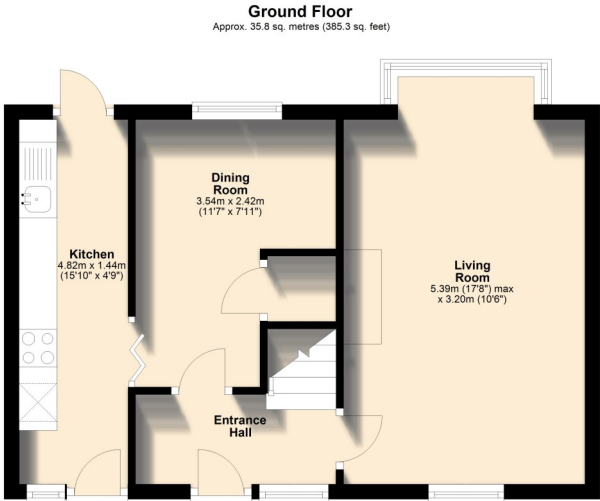 Ground Floor
Approx. 35.8 sq. metres (385.3 sq. feet)
Dining
Room
3.54m x 2.42m
(11'7" x 7'11")
Kitchen
4.82m x 1.44m
(15'10" x 4'9")
Living
Room
5.39m (17'8") max
x 3.20m (10'6")
Entrance
Hall